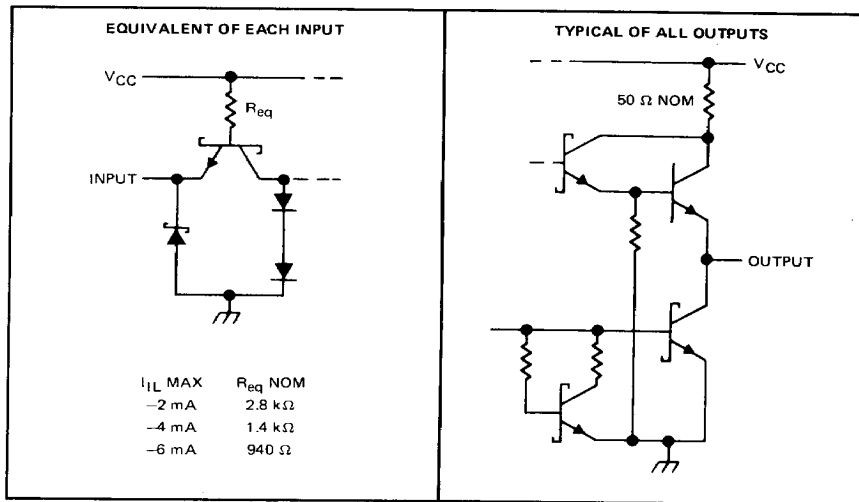 EQUIVALENT OF EACH INPUT
VCC
Req
INPUT
IIL MAX Req NOM
−2 mA 2.8 kΩ
−4 mA 1.4 kΩ
−6 mA 940 Ω
TYPICAL OF ALL OUTPUTS
VCC
50 Ω NOM
OUTPUT